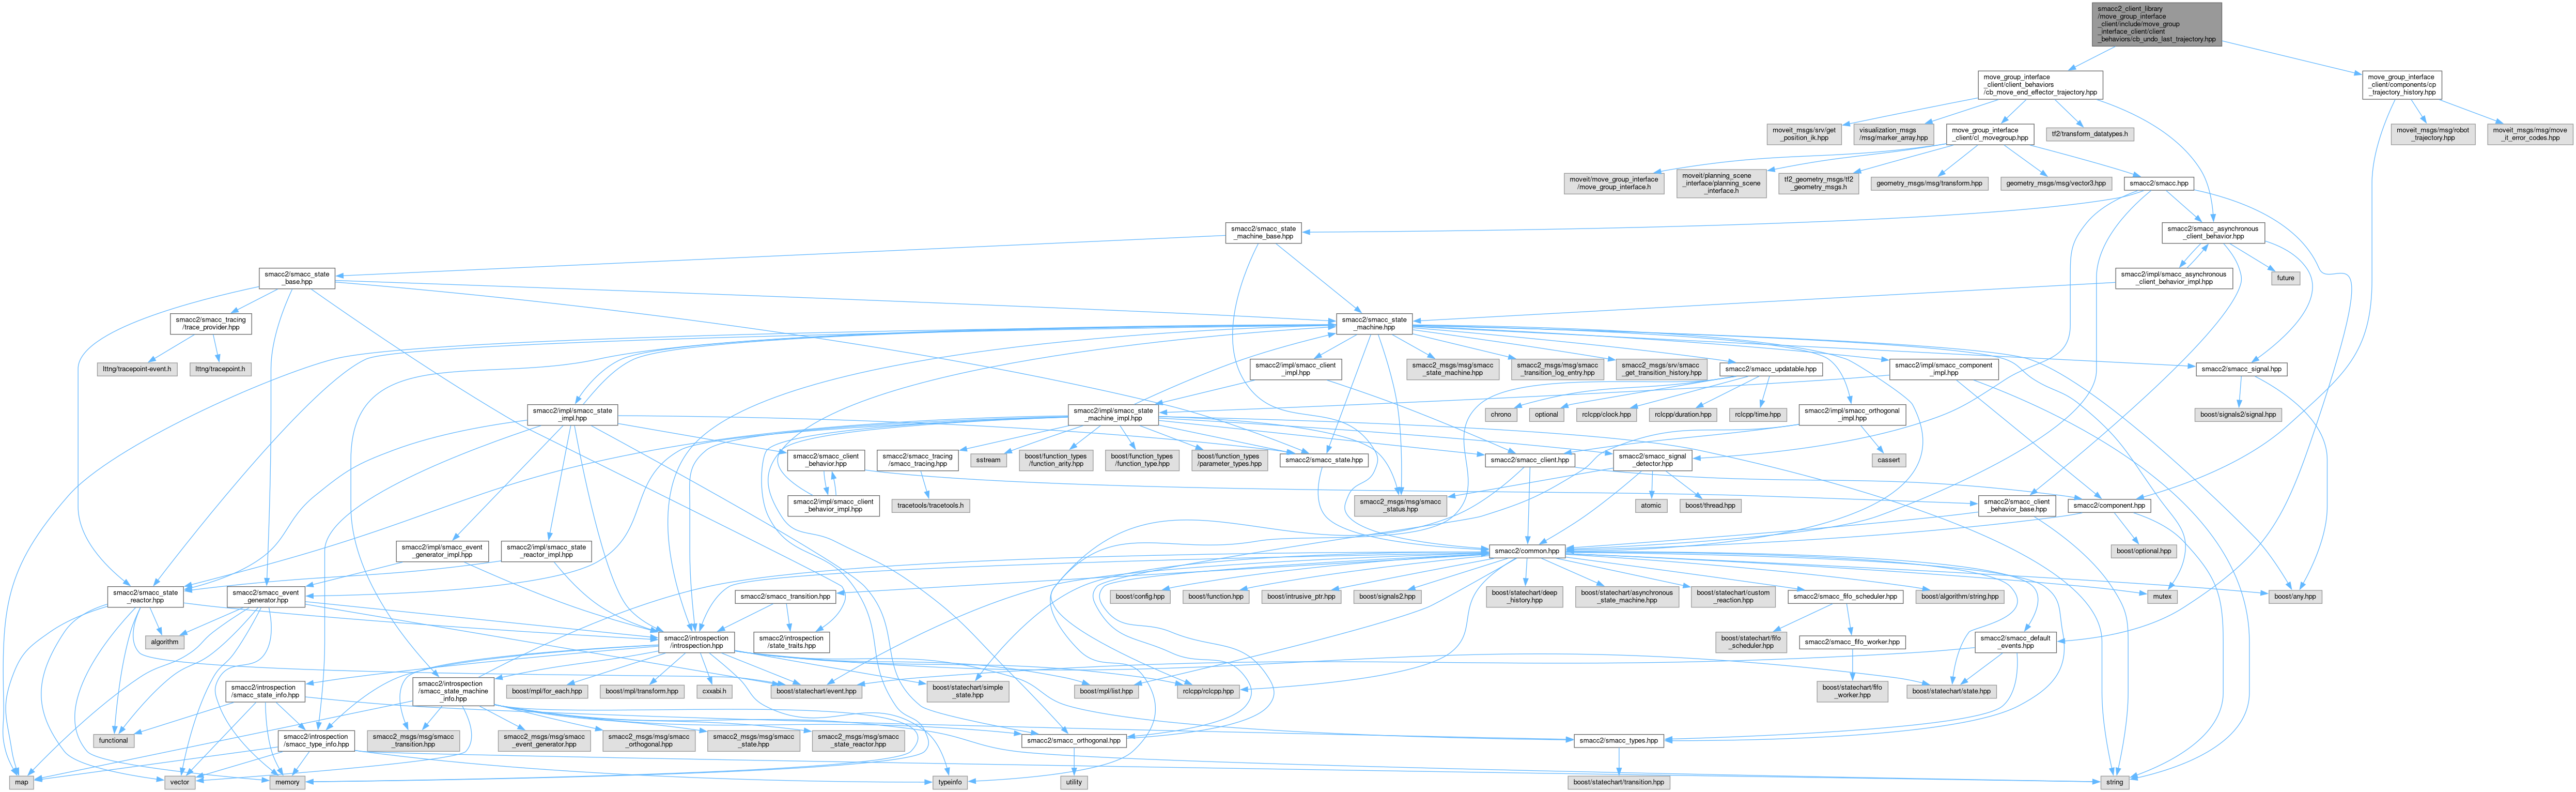 smacc2_client_library
/move_group_interface
_client/include/move_group
_interface_client/client
_behaviors/cb_undo_last_trajectory.hpp
move_group_interface
_client/client_behaviors
/cb_move_end_effector_trajectory.hpp
move_group_interface
_client/components/cp
_trajectory_history.hpp
moveit_msgs/srv/get
_position_ik.hpp
visualization_msgs
/msg/marker_array.hpp
move_group_interface
_client/cl_movegroup.hpp
tf2/transform_datatypes.h
moveit_msgs/msg/robot
_trajectory.hpp
moveit_msgs/msg/move
_it_error_codes.hpp
moveit/move_group_interface
/move_group_interface.h
moveit/planning_scene
_interface/planning_scene
_interface.h
tf2_geometry_msgs/tf2
_geometry_msgs.h
geometry_msgs/msg/transform.hpp
geometry_msgs/msg/vector3.hpp
smacc2/smacc.hpp
smacc2/smacc_state
_machine_base.hpp
smacc2/smacc_asynchronous
_client_behavior.hpp
smacc2/smacc_state
_base.hpp
smacc2/impl/smacc_asynchronous
_client_behavior_impl.hpp
future
smacc2/smacc_tracing
/trace_provider.hpp
smacc2/smacc_state
_machine.hpp
lttng/tracepoint-event.h
lttng/tracepoint.h
smacc2/impl/smacc_client
_impl.hpp
smacc2_msgs/msg/smacc
_state_machine.hpp
smacc2_msgs/msg/smacc
_transition_log_entry.hpp
smacc2_msgs/srv/smacc
_get_transition_history.hpp
smacc2/smacc_updatable.hpp
smacc2/impl/smacc_component
_impl.hpp
smacc2/smacc_signal.hpp
smacc2/impl/smacc_state
_impl.hpp
smacc2/impl/smacc_state
_machine_impl.hpp
chrono
optional
rclcpp/clock.hpp
rclcpp/duration.hpp
rclcpp/time.hpp
smacc2/impl/smacc_orthogonal
_impl.hpp
boost/signals2/signal.hpp
smacc2/smacc_client
_behavior.hpp
smacc2/smacc_tracing
/smacc_tracing.hpp
sstream
boost/function_types
/function_arity.hpp
boost/function_types
/function_type.hpp
boost/function_types
/parameter_types.hpp
smacc2/smacc_state.hpp
smacc2/smacc_client.hpp
smacc2/smacc_signal
_detector.hpp
cassert
smacc2/impl/smacc_client
_behavior_impl.hpp
tracetools/tracetools.h
smacc2_msgs/msg/smacc
_status.hpp
atomic
boost/thread.hpp
smacc2/smacc_client
_behavior_base.hpp
smacc2/component.hpp
smacc2/impl/smacc_event
_generator_impl.hpp
smacc2/impl/smacc_state
_reactor_impl.hpp
smacc2/common.hpp
boost/optional.hpp
smacc2/smacc_state
_reactor.hpp
smacc2/smacc_event
_generator.hpp
smacc2/smacc_transition.hpp
boost/config.hpp
boost/function.hpp
boost/intrusive_ptr.hpp
boost/signals2.hpp
boost/statechart/deep
_history.hpp
boost/statechart/asynchronous
_state_machine.hpp
boost/statechart/custom
_reaction.hpp
smacc2/smacc_fifo_scheduler.hpp
boost/algorithm/string.hpp
mutex
boost/any.hpp
algorithm
smacc2/introspection
/introspection.hpp
smacc2/introspection
/state_traits.hpp
boost/statechart/fifo
_scheduler.hpp
smacc2/smacc_fifo_worker.hpp
smacc2/smacc_default
_events.hpp
smacc2/introspection
/smacc_state_info.hpp
smacc2/introspection
/smacc_state_machine
_info.hpp
boost/mpl/for_each.hpp
boost/mpl/transform.hpp
cxxabi.h
boost/statechart/event.hpp
boost/statechart/simple
_state.hpp
boost/mpl/list.hpp
rclcpp/rclcpp.hpp
boost/statechart/fifo
_worker.hpp
boost/statechart/state.hpp
functional
smacc2/introspection
/smacc_type_info.hpp
smacc2_msgs/msg/smacc
_transition.hpp
smacc2_msgs/msg/smacc
_event_generator.hpp
smacc2_msgs/msg/smacc
_orthogonal.hpp
smacc2_msgs/msg/smacc
_state.hpp
smacc2_msgs/msg/smacc
_state_reactor.hpp
smacc2/smacc_orthogonal.hpp
smacc2/smacc_types.hpp
map
vector
memory
typeinfo
utility
boost/statechart/transition.hpp
string